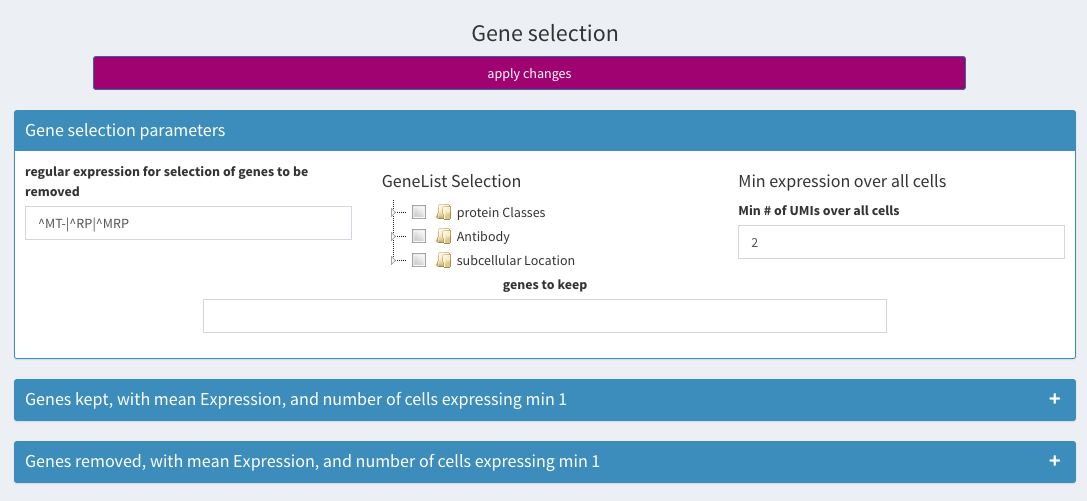 Gene selection
apply changes
Gene selection parameters
regular expression for selection of genes to be
removed
^MT-|^RP|^MRP
GeneList Selection
protein Classes
Antibody
subcellular Location
Min expression over all cells
Min # of UMIs over all cells
2
genes to keep
Genes kept, with mean Expression, and number of cells expressing min 1
Genes removed, with mean Expression, and number of cells expressing min 1